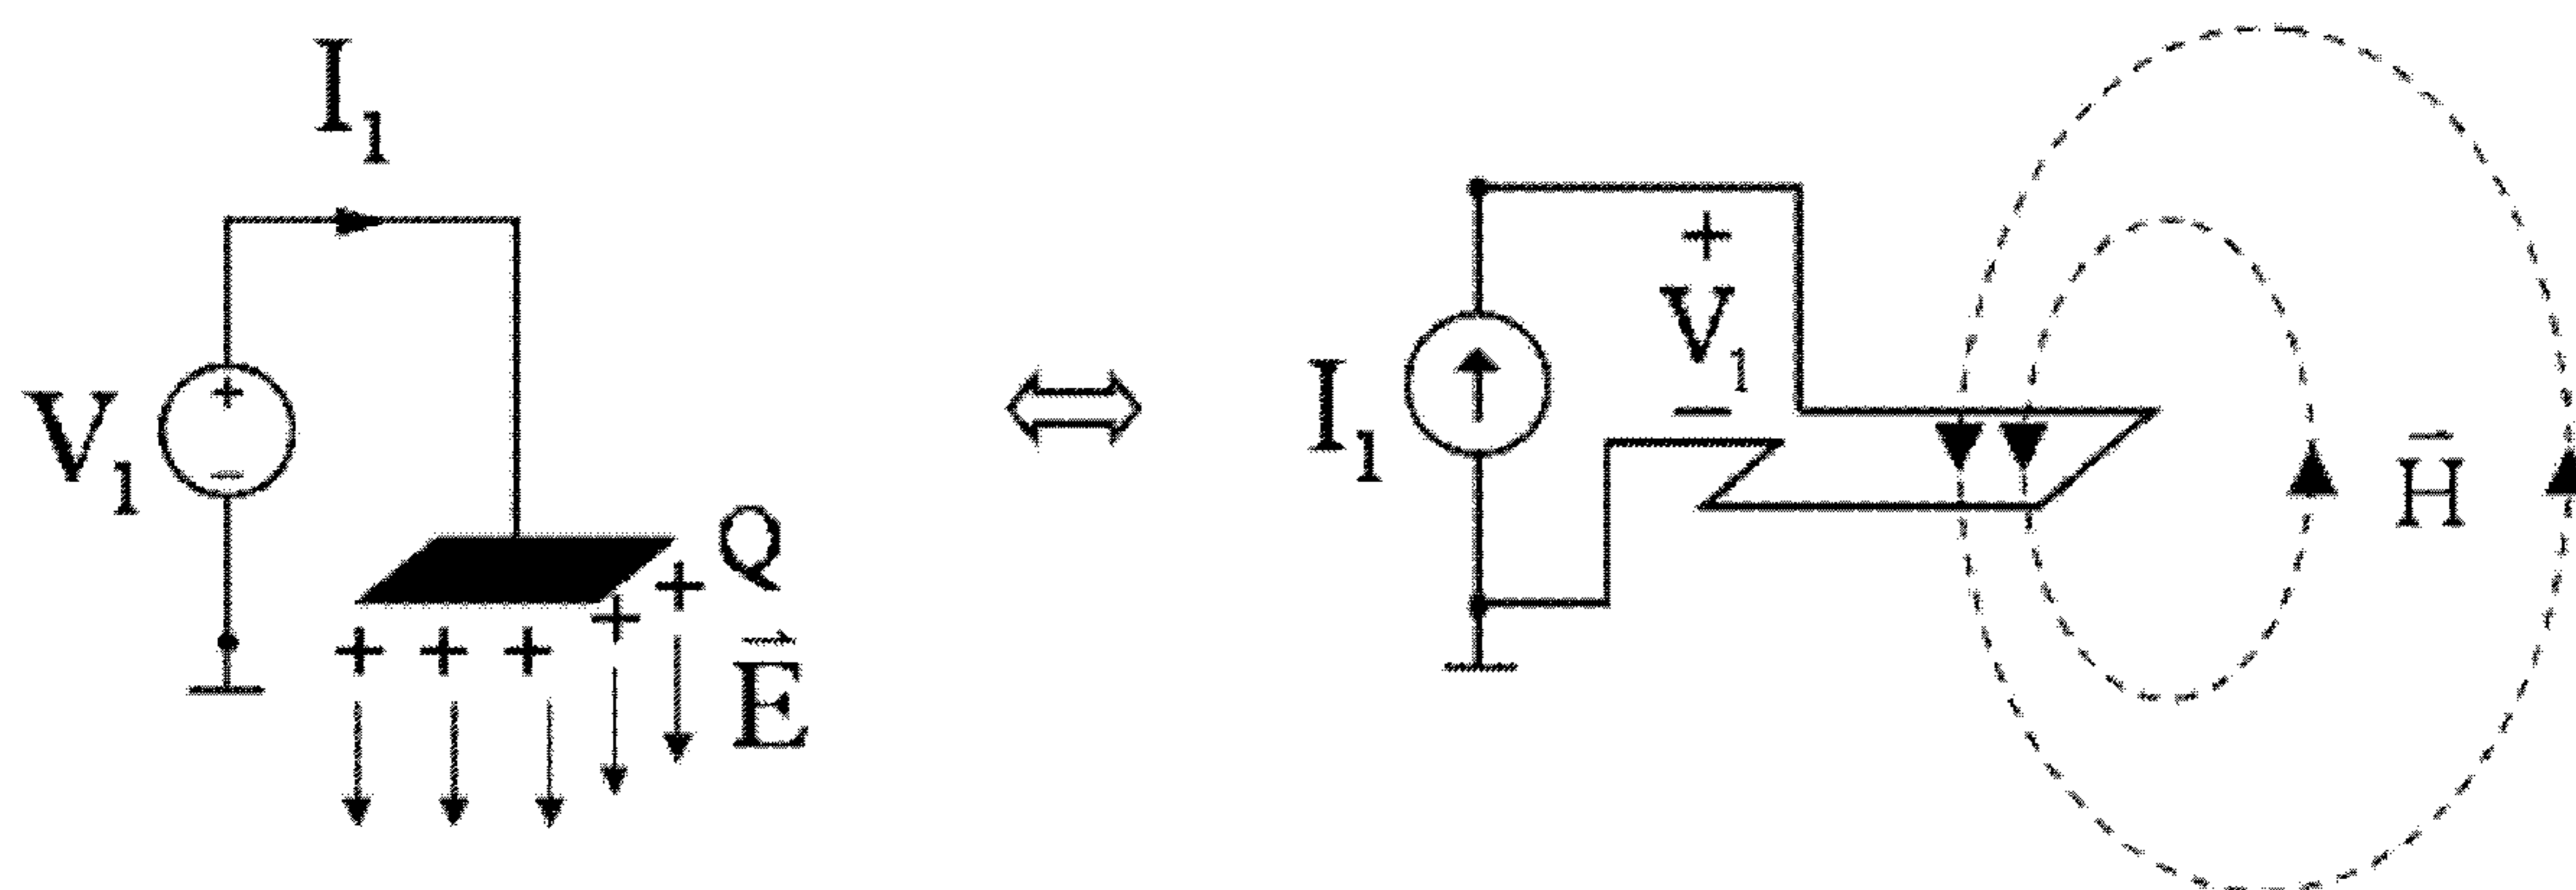 I₁
V₁
+
−
Q
+ + + + +
E⃗
I₁
+
V₁
−
H̄